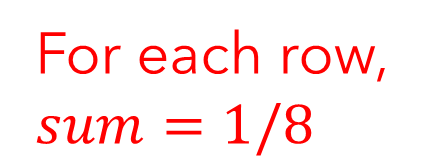 For each row,
sum = 1/8